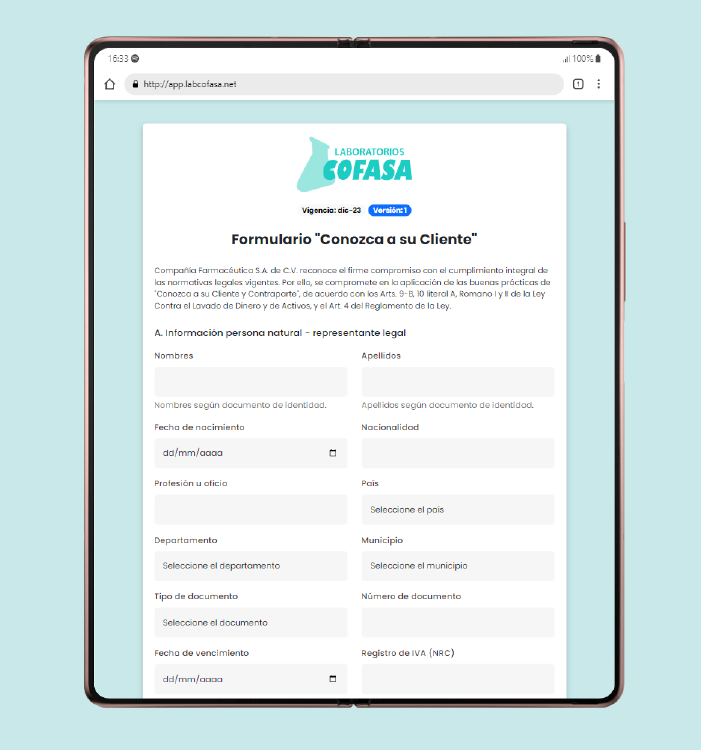 16:33
100%
http://app.labcofasa.net
1
LABORATORIOS
COFASA
Vigencia: dic-23 Versión: 1
Formulario "Conozca a su Cliente"
Compañía Farmacéutica S.A. de C.V. reconoce el firme compromiso con el cumplimiento integral de
las normativas legales vigentes. Por ello, se compromete en la aplicación de las buenas prácticas de
"Conozca a su Cliente y Contraparte", de acuerdo con los Arts. 9-B, 10 literal A, Romano I y II de la Ley
Contra el Lavado de Dinero y de Activos, y el Art. 4 del Reglamento de la Ley.
A. Información persona natural - representante legal
Nombres Apellidos
Nombres según documento de identidad. Apellidos según documento de identidad.
Fecha de nacimiento Nacionalidad
dd/mm/aaaa
Profesión u oficio País
Seleccione el país
Departamento Municipio
Seleccione el departamento Seleccione el municipio
Tipo de documento Número de documento
Seleccione el documento
Fecha de vencimiento Registro de IVA (NRC)
dd/mm/aaaa